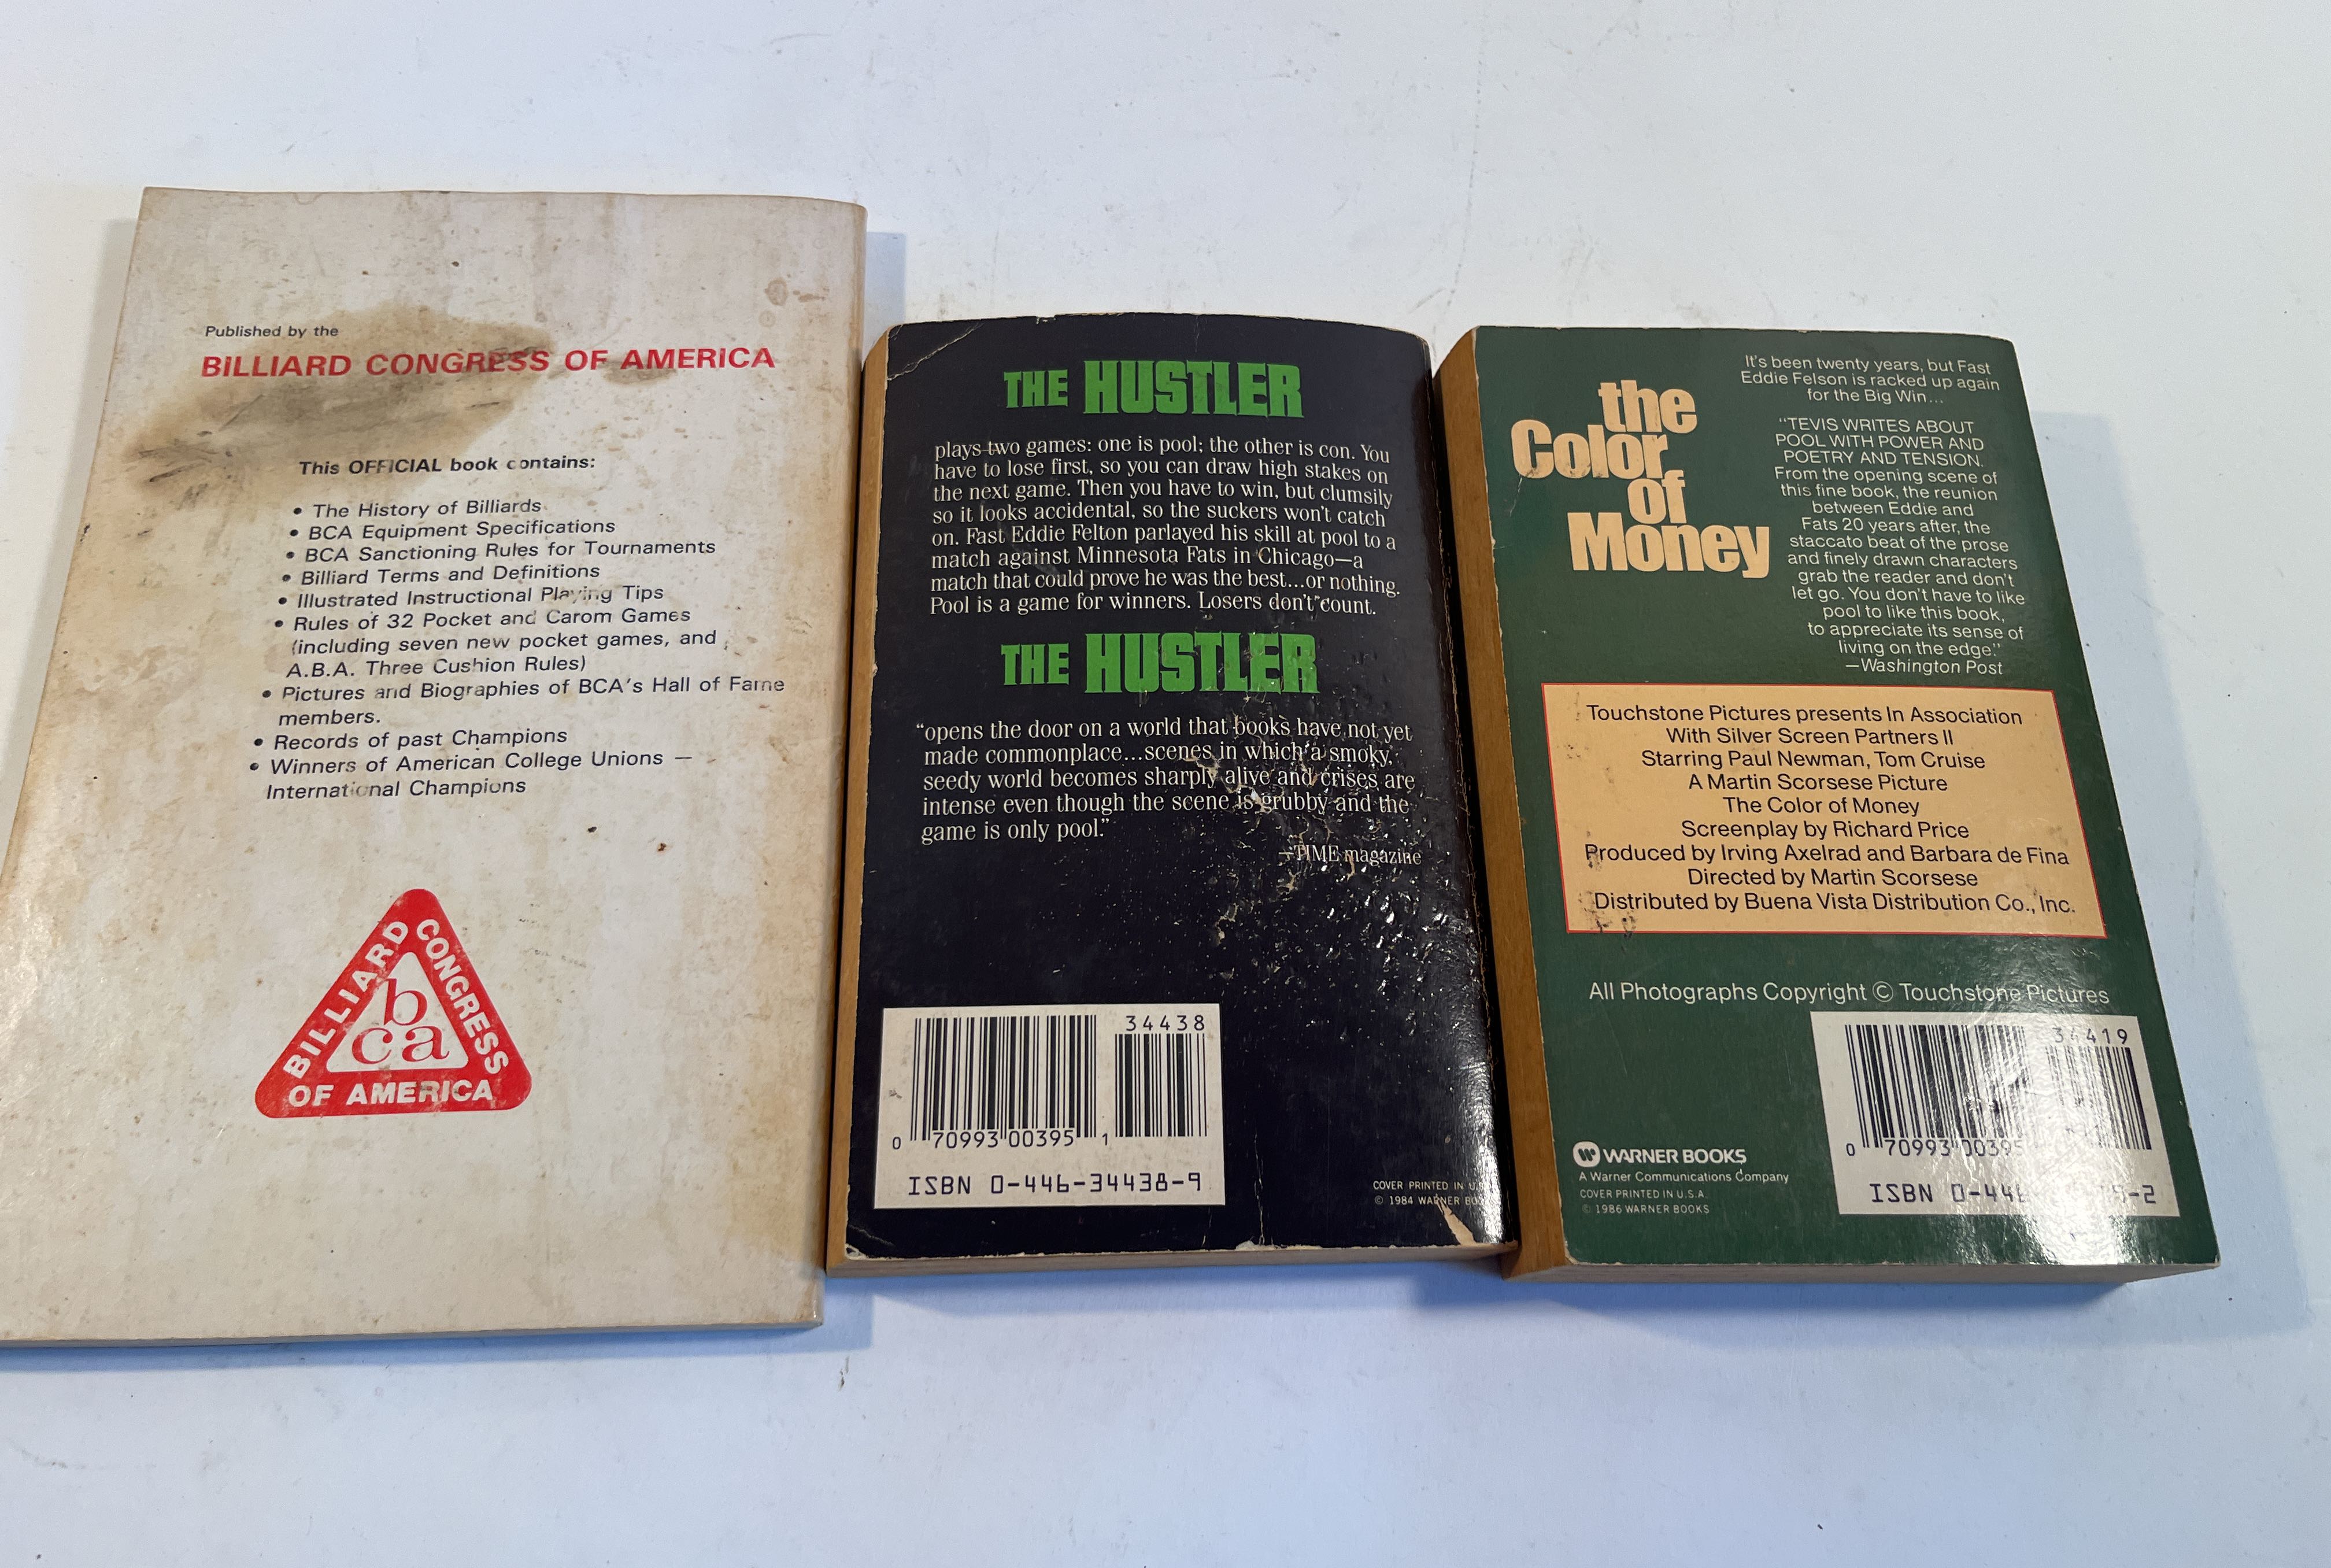 Published by the
BILLIARD CONGRESS OF AMERICA
This OFFICIAL book contains:
• The History of Billiards
• BCA Equipment Specifications
• BCA Sanctioning Rules for Tournaments
• Billiard Terms and Definitions
• Illustrated Instructional Playing Tips
• Rules of 32 Pocket and Carom Games
(including seven new pocket games, and
A.B.A. Three Cushion Rules)
• Pictures and Biographies of BCA's Hall of Fame
members.
• Records of past Champions
• Winners of American College Unions —
International Champions
BILLIARD CONGRESS
OF AMERICA
b
ca
THE HUSTLER
plays two games: one is pool; the other is con. You
have to lose first, so you can draw high stakes on
the next game. Then you have to win, but clumsily
so it looks accidental, so the suckers won't catch
on. Fast Eddie Felton parlayed his skill at pool to a
match against Minnesota Fats in Chicago—a
match that could prove he was the best...or nothing.
Pool is a game for winners. Losers don't count.
THE HUSTLER
“opens the door on a world that books have not yet
made commonplace...scenes in which a smoky,
seedy world becomes sharply alive and crises are
intense even though the scene is grubby and the
game is only pool.”
—TIME magazine
34438
0 70993 00395 1
ISBN 0-446-34438-9
COVER PRINTED IN
© 1984 WARNER
the
Color
of
Money
It's been twenty years, but Fast
Eddie Felson is racked up again
for the Big Win...
“TEVIS WRITES ABOUT
POOL WITH POWER AND
POETRY AND TENSION.
From the opening scene of
this fine book, the reunion
between Eddie and
Fats 20 years after, the
staccato beat of the prose
and finely drawn characters
grab the reader and don't
let go. You don't have to like
pool to like this book,
to appreciate its sense of
living on the edge.”
—Washington Post
Touchstone Pictures presents In Association
With Silver Screen Partners II
Starring Paul Newman, Tom Cruise
A Martin Scorsese Picture
The Color of Money
Screenplay by Richard Price
Produced by Irving Axelrad and Barbara de Fina
Directed by Martin Scorsese
Distributed by Buena Vista Distribution Co., Inc.
All Photographs Copyright © Touchstone Pictures
34419
0 70993 00395
ISBN
WARNER BOOKS
A Warner Communications Company
COVER PRINTED IN U.S.A.
© 1986 WARNER BOOKS